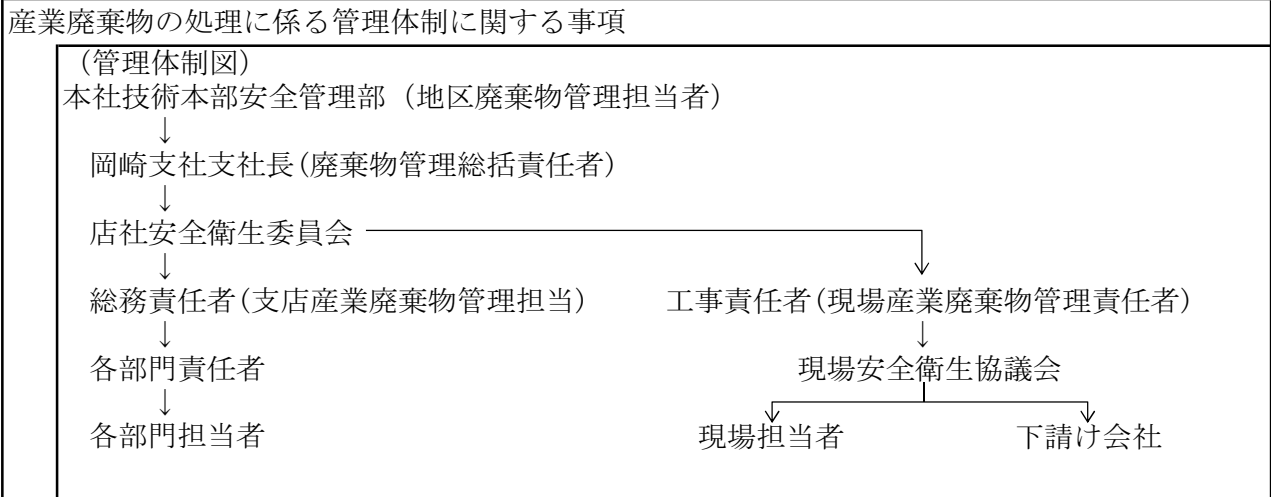 産業廃棄物の処理に係る管理体制に関する事項
（管理体制図）
本社技術本部安全管理部（地区廃棄物管理担当者）
↓
岡崎支社支社長(廃棄物管理総括責任者）
↓
店社安全衛生委員会
↓
総務責任者(支店産業廃棄物管理担当） 工事責任者(現場産業廃棄物管理責任者）
↓ ↓
各部門責任者 現場安全衛生協議会
↓
各部門担当者 現場担当者 下請け会社